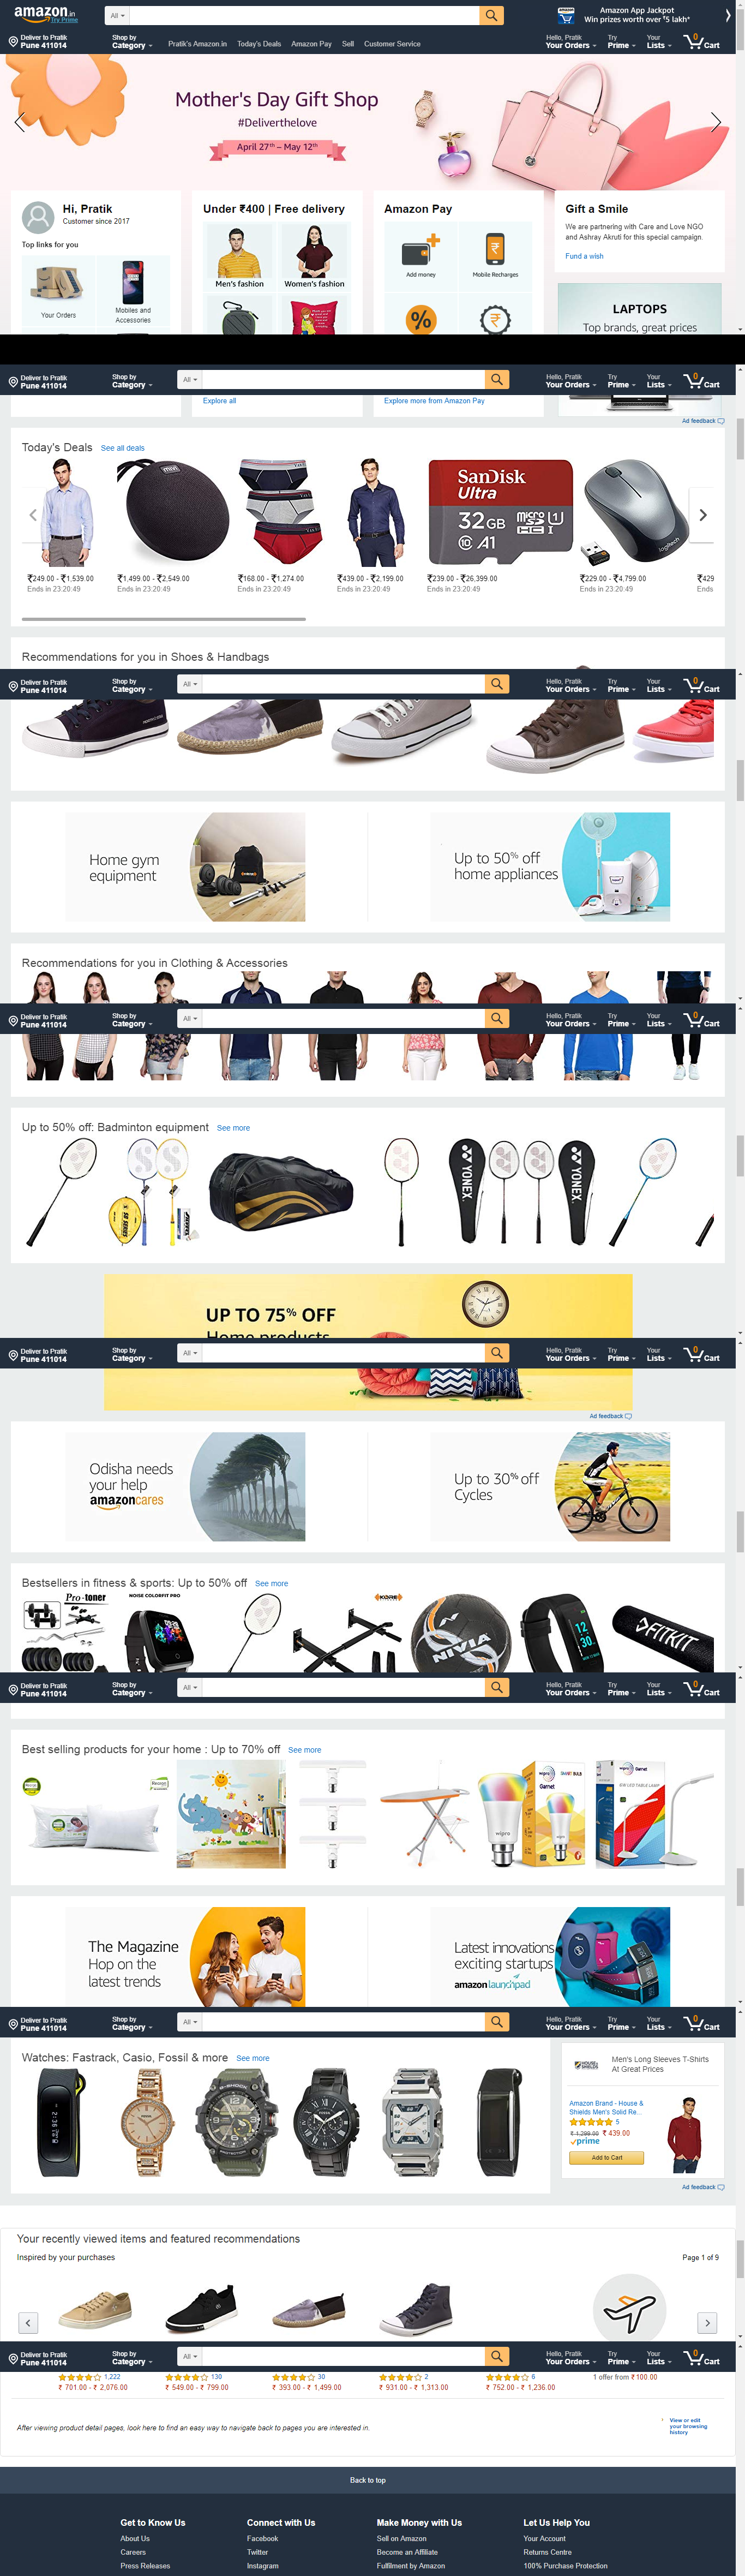 amazon.in
Try Prime
All
Amazon App Jackpot
Win prizes worth over ₹5 lakh*
Deliver to Pratik
Pune 411014
Shop by
Category
Pratik's Amazon.in Today's Deals Amazon Pay Sell Customer Service
Hello, Pratik
Your Orders
Try
Prime
Your
Lists
0
Cart
Mother's Day Gift Shop
#Deliverthelove
April 27th – May 12th
Hi, Pratik
Customer since 2017
Top links for you
Your Orders
Mobiles and
Accessories
Under ₹400 | Free delivery
Men's fashion
Women's fashion
Amazon Pay
Add money
Mobile Recharges
Gift a Smile
We are partnering with Care and Love NGO
and Ashray Akruti for this special campaign.
Fund a wish
LAPTOPS
Top brands, great prices
Deliver to Pratik
Pune 411014
Shop by
Category
All
Hello, Pratik
Your Orders
Try
Prime
Your
Lists
0
Cart
Explore all
Explore more from Amazon Pay
Ad feedback
Today's Deals See all deals
mivi
SanDisk
Ultra
32GB
micro SD HC I U1
10 A1
logitech
₹249.00 - ₹1,539.00
Ends in 23:20:49
₹1,499.00 - ₹2,549.00
Ends in 23:20:49
₹168.00 - ₹1,274.00
Ends in 23:20:49
₹439.00 - ₹2,199.00
Ends in 23:20:49
₹239.00 - ₹26,399.00
Ends in 23:20:49
₹229.00 - ₹4,799.00
Ends in 23:20:49
₹429
Ends
Recommendations for you in Shoes & Handbags
Deliver to Pratik
Pune 411014
Shop by
Category
All
Hello, Pratik
Your Orders
Try
Prime
Your
Lists
0
Cart
Home gym
equipment
Up to 50% off
home appliances
Recommendations for you in Clothing & Accessories
Deliver to Pratik
Pune 411014
Shop by
Category
All
Hello, Pratik
Your Orders
Try
Prime
Your
Lists
0
Cart
Up to 50% off: Badminton equipment See more
YONEX
YONEX
UP TO 75% OFF
Home products
Deliver to Pratik
Pune 411014
Shop by
Category
All
Hello, Pratik
Your Orders
Try
Prime
Your
Lists
0
Cart
Ad feedback
Odisha needs
your help
amazoncares
Up to 30% off
Cycles
Bestsellers in fitness & sports: Up to 50% off See more
Pro-toner
NOISE COLORFIT PRO
KORE
NIVIA
12
30
FITKIT
Deliver to Pratik
Pune 411014
Shop by
Category
All
Hello, Pratik
Your Orders
Try
Prime
Your
Lists
0
Cart
Best selling products for your home : Up to 70% off See more
wipro
Garnet
SMART BULB
wipro
Garnet
The Magazine
Hop on the
latest trends
Latest innovations
exciting startups
amazon launchpad
Deliver to Pratik
Pune 411014
Shop by
Category
All
Hello, Pratik
Your Orders
Try
Prime
Your
Lists
0
Cart
Watches: Fastrack, Casio, Fossil & more See more
HOUSE & SHIELDS
Men's Long Sleeves T-Shirts
At Great Prices
Amazon Brand - House &
Shields Men's Solid Re...
5
₹ 1,299.00 ₹ 439.00
prime
Add to Cart
Ad feedback
Your recently viewed items and featured recommendations
Inspired by your purchases
Page 1 of 9
Deliver to Pratik
Pune 411014
Shop by
Category
All
Hello, Pratik
Your Orders
Try
Prime
Your
Lists
0
Cart
1,222
₹ 701.00 - ₹ 2,076.00
130
₹ 549.00 - ₹ 799.00
30
₹ 393.00 - ₹ 1,499.00
2
₹ 931.00 - ₹ 1,313.00
6
₹ 752.00 - ₹ 1,236.00
1 offer from ₹100.00
After viewing product detail pages, look here to find an easy way to navigate back to pages you are interested in.
View or edit
your browsing
history
Back to top
Get to Know Us
About Us
Careers
Press Releases
Connect with Us
Facebook
Twitter
Instagram
Make Money with Us
Sell on Amazon
Become an Affiliate
Fulfilment by Amazon
Let Us Help You
Your Account
Returns Centre
100% Purchase Protection